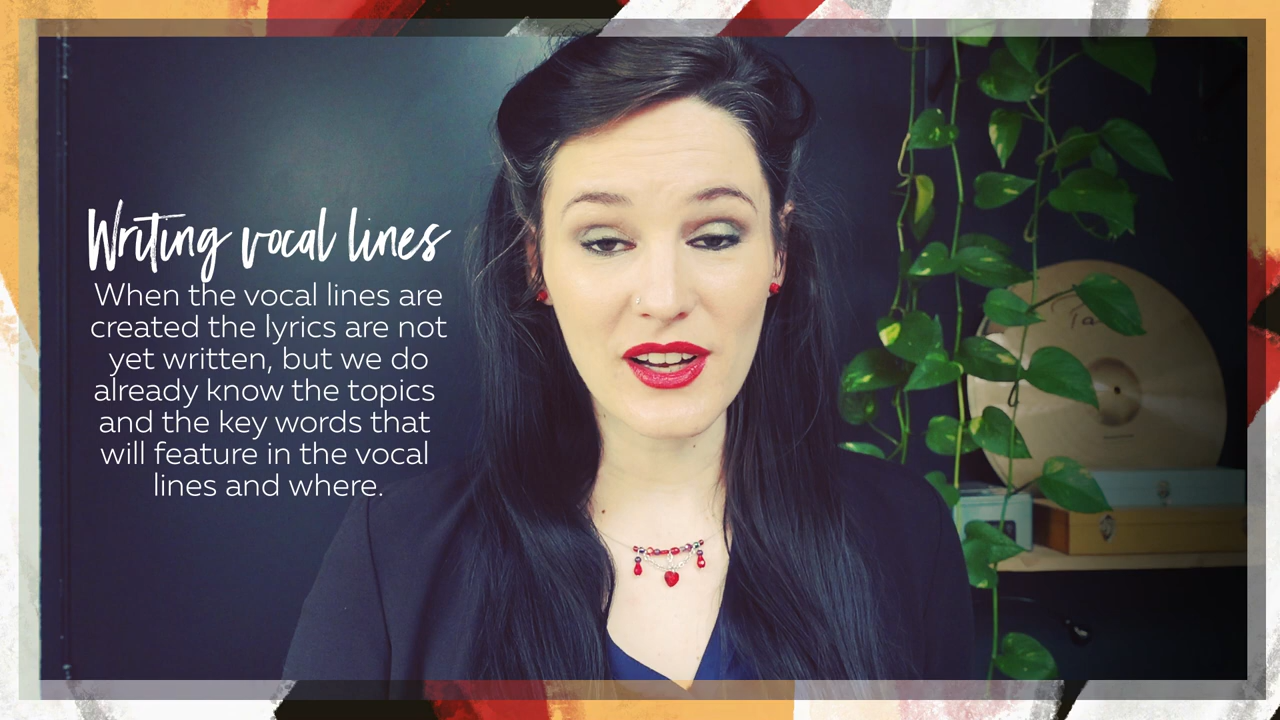 Writing vocal lines
When the vocal lines are
created the lyrics are not
yet written, but we do
already know the topics
and the key words that
will feature in the vocal
lines and where.